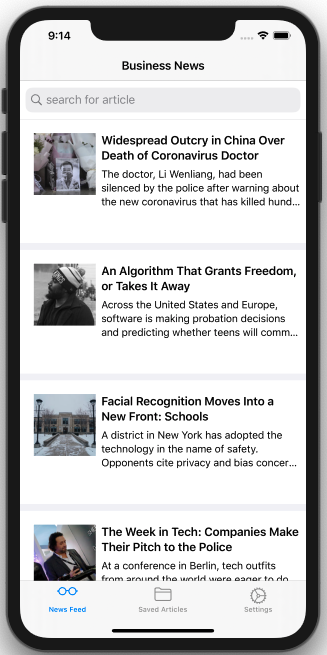 9:14
Business News
search for article
Widespread Outcry in China Over
Death of Coronavirus Doctor
The doctor, Li Wenliang, had been
silenced by the police after warning about
the new coronavirus that has killed hund...
An Algorithm That Grants Freedom,
or Takes It Away
Across the United States and Europe,
software is making probation decisions
and predicting whether teens will comm...
Facial Recognition Moves Into a
New Front: Schools
A district in New York has adopted the
technology in the name of safety.
Opponents cite privacy and bias concer...
The Week in Tech: Companies Make
Their Pitch to the Police
At a conference in Berlin, tech outfits
from around the world were eager to do
News Feed
Saved Articles
Settings